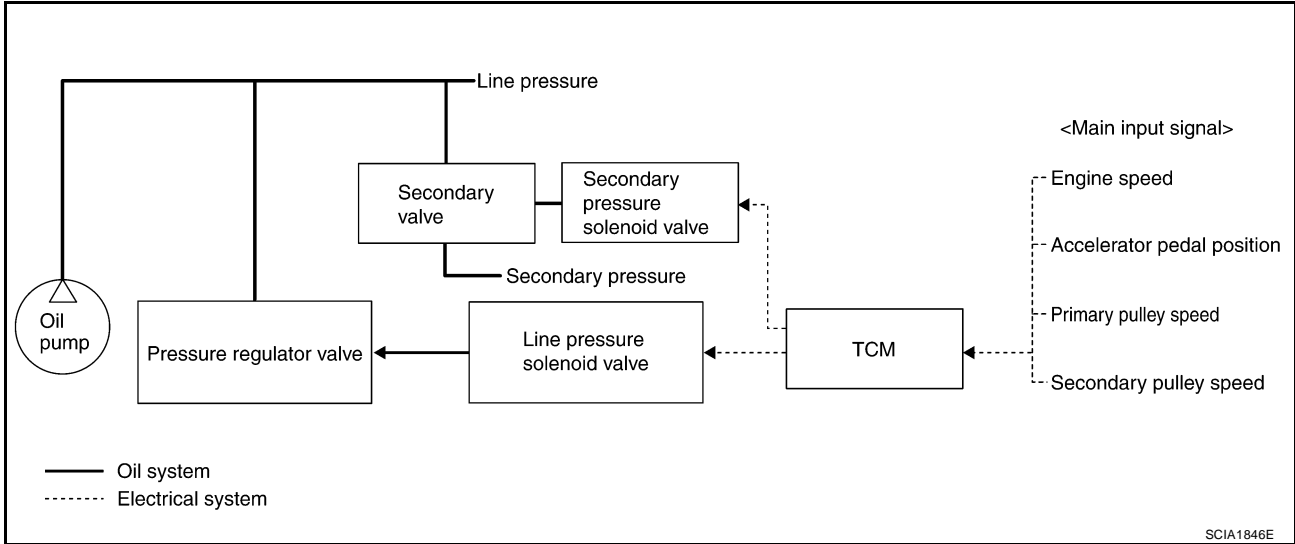 Line pressure
<Main input signal>
Secondary
valve
Secondary
pressure
solenoid valve
Engine speed
Accelerator pedal position
Secondary pressure
Oil
pump
Pressure regulator valve
Line pressure
solenoid valve
TCM
Primary pulley speed
Secondary pulley speed
Oil system
Electrical system
SCIA1846E